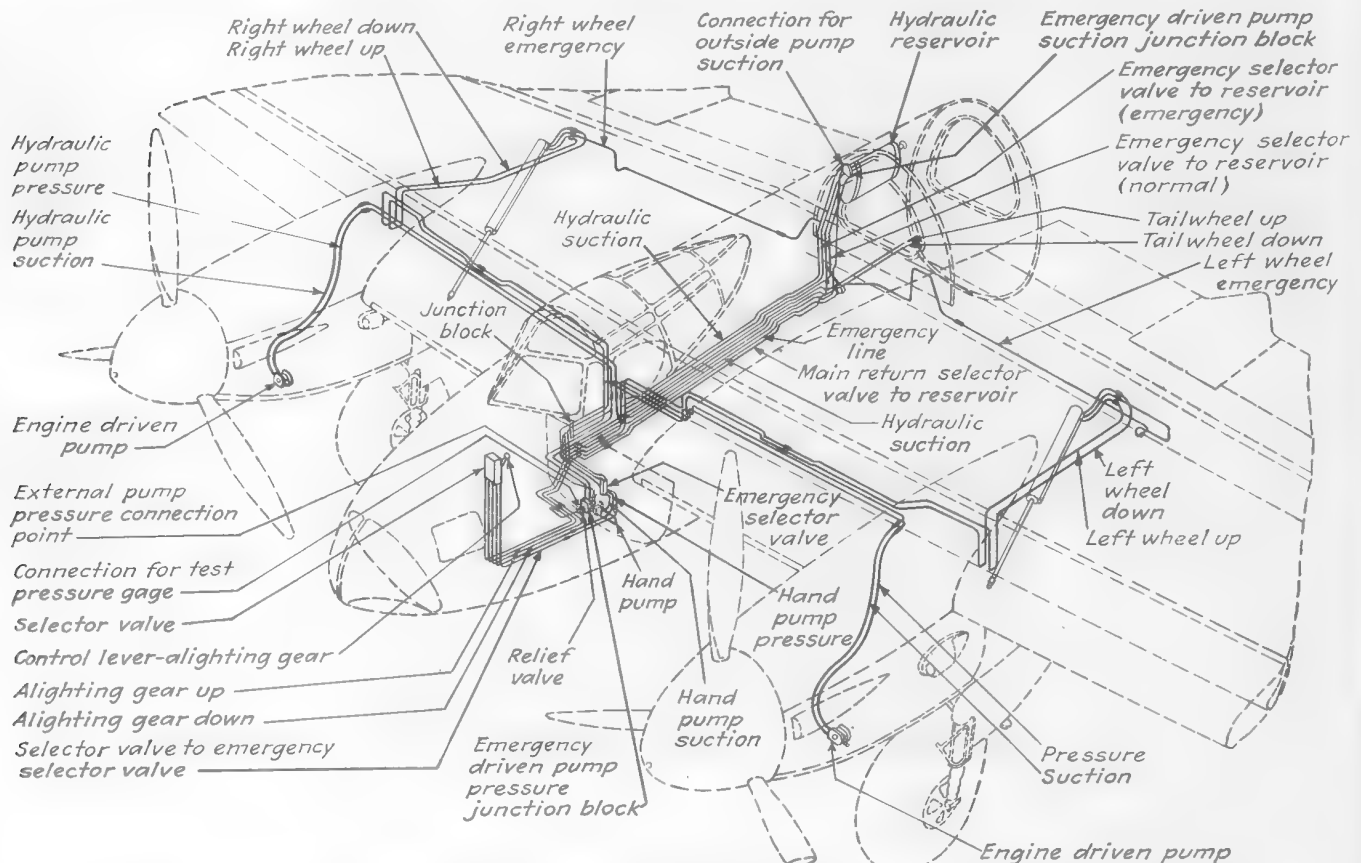 Right wheel down
Right wheel up
Right wheel
emergency
Connection for
outside pump
suction
Hydraulic
reservoir
Emergency driven pump
suction junction block
Emergency selector
valve to reservoir
(emergency)
Emergency selector
valve to reservoir
(normal)
Tailwheel up
Tailwheel down
Left wheel
emergency
Hydraulic
pump
pressure
Hydraulic
pump
suction
Hydraulic
suction
Junction
block
Emergency
line
Main return selector
valve to reservoir
Hydraulic
suction
Engine driven
pump
External pump
pressure connection
point
Connection for test
pressure gage
Selector valve
Control lever-alighting gear
Alighting gear up
Alighting gear down
Selector valve to emergency
selector valve
Emergency
selector
valve
Left
wheel
down
Left wheel up
Hand
pump
Hand
pump
pressure
Relief
valve
Hand
pump
suction
Emergency
driven pump
pressure
junction block
Pressure
Suction
Engine driven pump